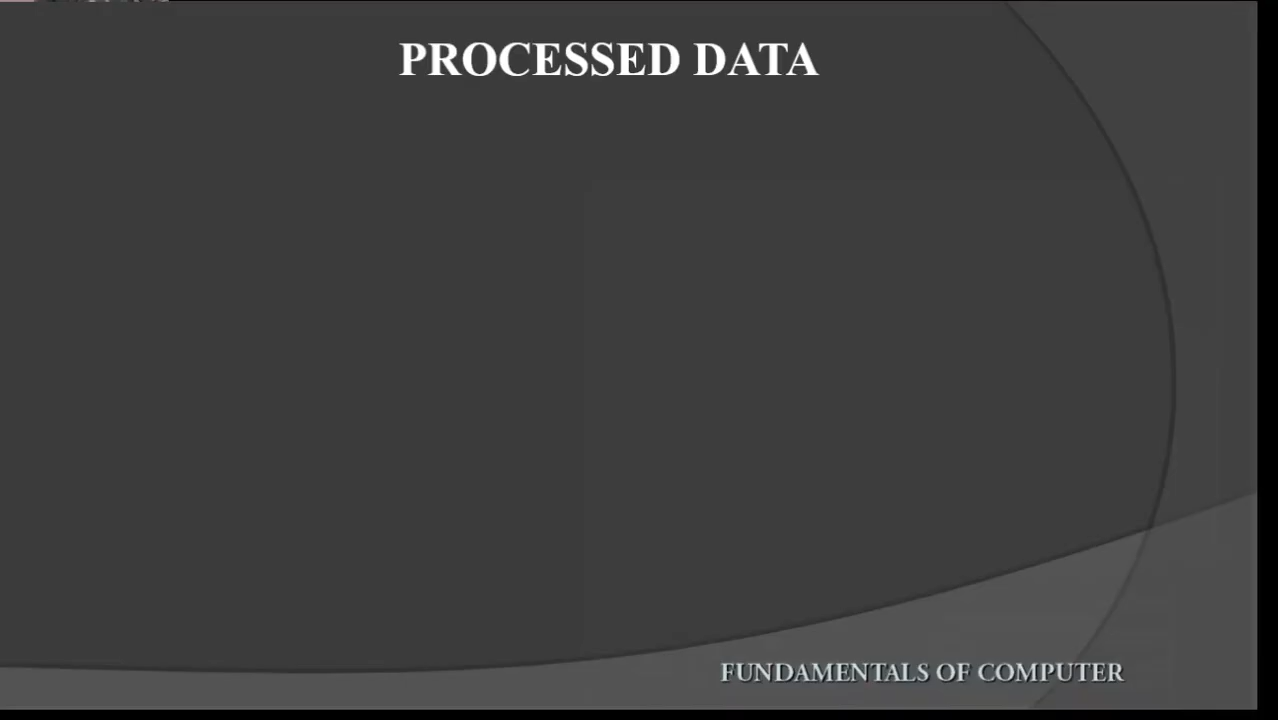 PROCESSED DATA
FUNDAMENTALS OF COMPUTER